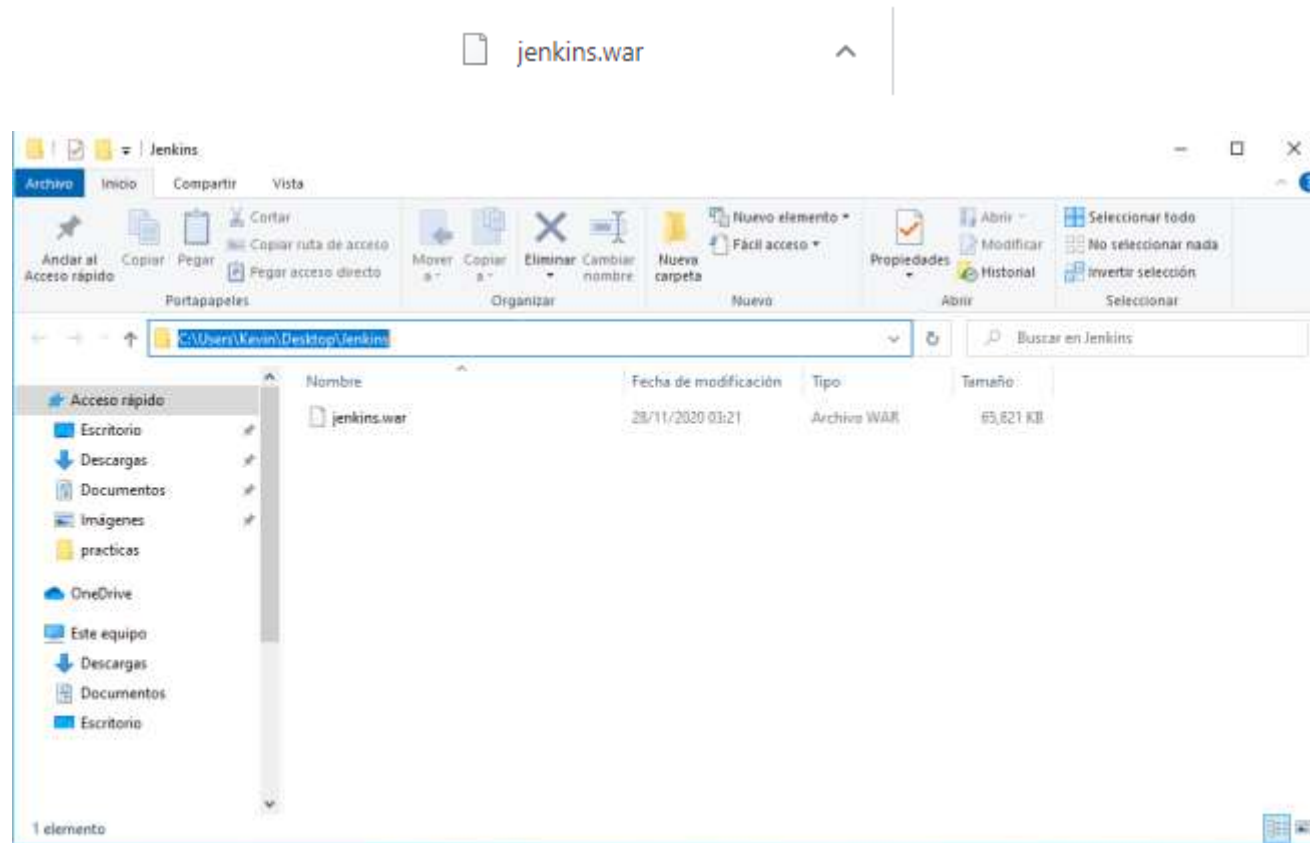 jenkins.war
Jenkins
Archivo Inicio Compartir Vista
Anclar al Acceso rápido
Copiar
Pegar
Cortar
Copiar ruta de acceso
Pegar acceso directo
Portapapeles
Mover a
Copiar a
Eliminar
Cambiar nombre
Organizar
Nueva carpeta
Nuevo elemento
Fácil acceso
Nuevo
Propiedades
Abrir
Modificar
Historial
Abrir
Seleccionar todo
No seleccionar nada
Invertir selección
Seleccionar
C:\Users\Kevin\Desktop\Jenkins
Buscar en Jenkins
Nombre Fecha de modificación Tipo Tamaño
jenkins.war 28/11/2020 03:21 Archivo WAR 65,821 KB
Acceso rápido
Escritorio
Descargas
Documentos
Imágenes
practicas
OneDrive
Este equipo
Descargas
Documentos
Escritorio
1 elemento